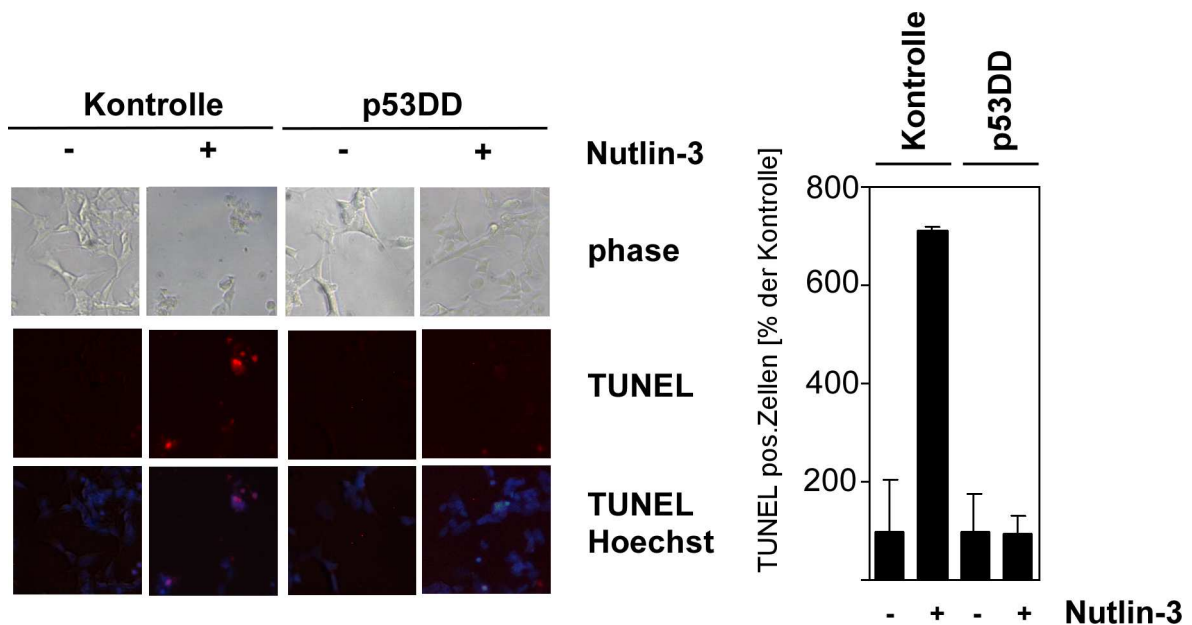 Kontrolle p53DD
- + - + Nutlin-3
phase
TUNEL
TUNEL
Hoechst
Kontrolle
p53DD
TUNEL pos.Zellen [% der Kontrolle]
800
600
400
200
- + - + Nutlin-3